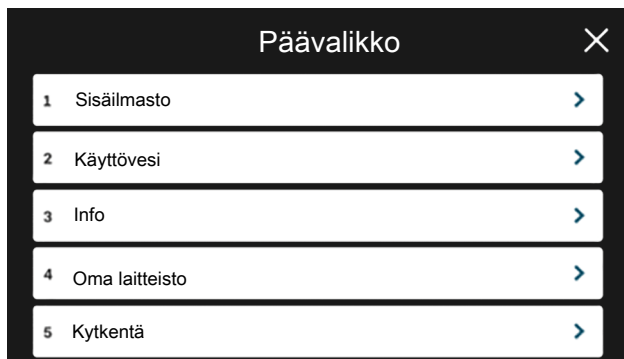 Päävalikko
1 Sisäilmasto
2 Käyttövesi
3 Info
4 Oma laitteisto
5 Kytkentä